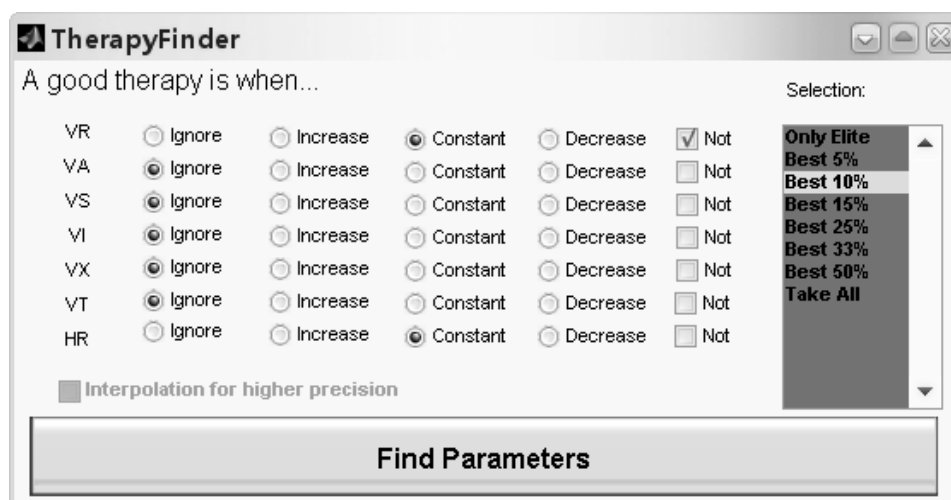 TherapyFinder
A good therapy is when...
Selection:
VR Ignore Increase Constant Decrease Not
VA Ignore Increase Constant Decrease Not
VS Ignore Increase Constant Decrease Not
VI Ignore Increase Constant Decrease Not
VX Ignore Increase Constant Decrease Not
VT Ignore Increase Constant Decrease Not
HR Ignore Increase Constant Decrease Not
Only Elite
Best 5%
Best 10%
Best 15%
Best 25%
Best 33%
Best 50%
Take All
Interpolation for higher precision
Find Parameters